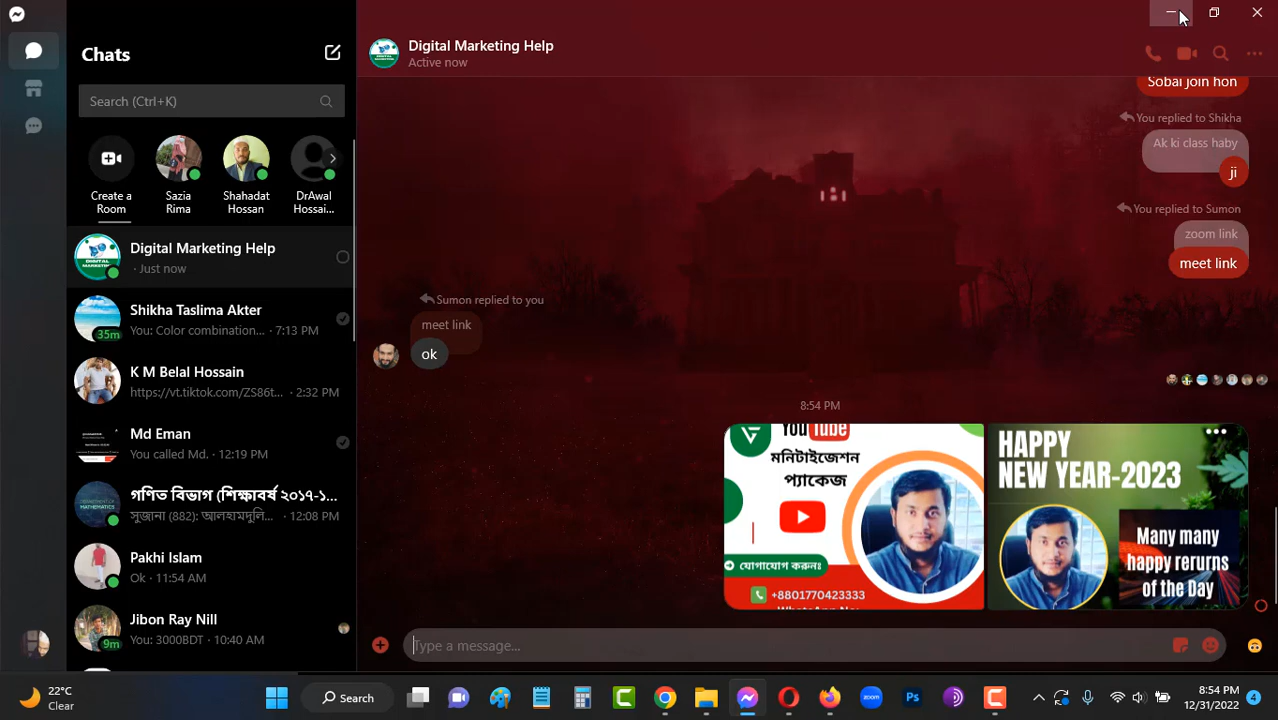 Chats
Search (Ctrl+K)
Create a
Room
Sazia
Rima
Shahadat
Hossan
DrAwal
Hossai...
Digital Marketing Help
· Just now
Shikha Taslima Akter
You: Color combination... · 7:13 PM
35m
K M Belal Hossain
https://vt.tiktok.com/ZS86t... · 2:32 PM
Md Eman
You called Md. · 12:19 PM
গণিত বিভাগ (শিক্ষাবর্ষ ২০১৭-১...
সুজানা (882): আলহামদুলি... · 12:08 PM
Pakhi Islam
Ok · 11:54 AM
Jibon Ray Nill
You: 3000BDT · 10:40 AM
9m
Digital Marketing Help
Active now
Sobai join hon
You replied to Shikha
Ak ki class haby
ji
You replied to Sumon
zoom link
meet link
Sumon replied to you
meet link
ok
8:54 PM
YouTube
মনিটাইজেশন
প্যাকেজ
যোগাযোগ করুনঃ
+8801770423333
HAPPY
NEW YEAR-2023
Many many
happy rerurns
of the Day
Type a message...
22°C
Clear
Search
zoom
Ps
8:54 PM
12/31/2022
4